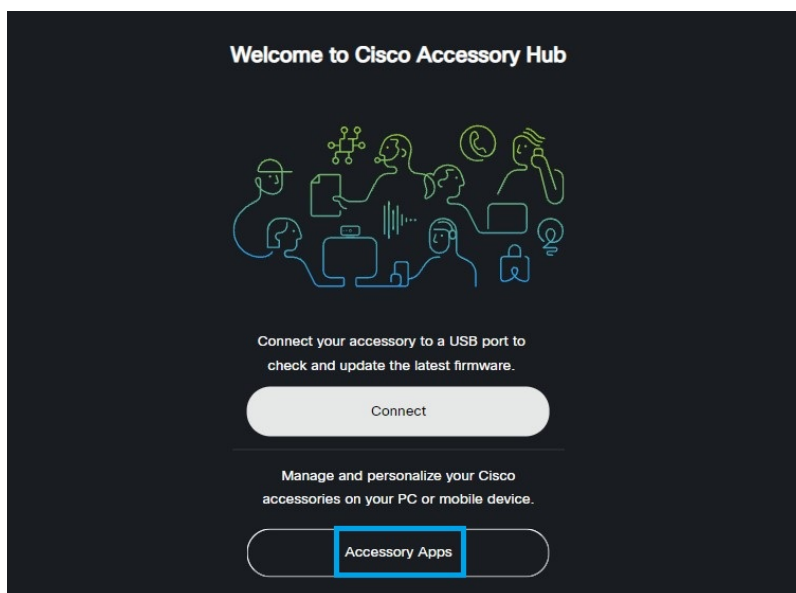 Welcome to Cisco Accessory Hub
Connect your accessory to a USB port to
check and update the latest firmware.
Connect
Manage and personalize your Cisco
accessories on your PC or mobile device.
Accessory Apps